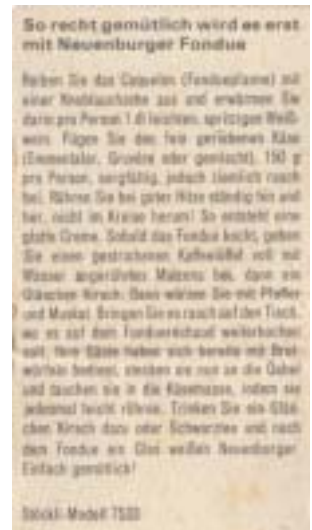 So recht gemütlich wird es erst
mit Neuenburger Fondue
Reiben Sie das Caquelon (Fonduepfanne) mit
einer Knoblauchzehe aus und erwärmen Sie
darin pro Person 1 dl leichten, spritzigen Weiß-
wein. Fügen Sie den fein geriebenen Käse
(Emmentaler, Gruyère oder gemischt), 150 g
pro Person, sorgfältig, jedoch ziemlich rasch
bei. Rühren Sie bei guter Hitze ständig hin und
her, nicht im Kreise herum! So entsteht eine
glatte Creme. Sobald das Fondue kocht, geben
Sie einen gestrichenen Kaffeelöffel voll mit
Wasser angerührtes Maizena bei, dann ein
Gläschen Kirsch. Dann würzen Sie mit Pfeffer
und Muskat. Bringen Sie es rasch auf den Tisch,
wo es auf dem Fonduerechaud weiterkochen
soll. Ihre Gäste haben sich bereits mit Brot-
würfeln bedient, stecken sie nun an die Gabel
und tauchen sie in die Käsemasse, indem sie
jedesmal leicht rühren. Trinken Sie ein Gläs-
chen Kirsch dazu oder Schwarztee und nach
dem Fondue ein Glas weißen Neuenburger.
Einfach gemütlich!
Stöckli-Modell